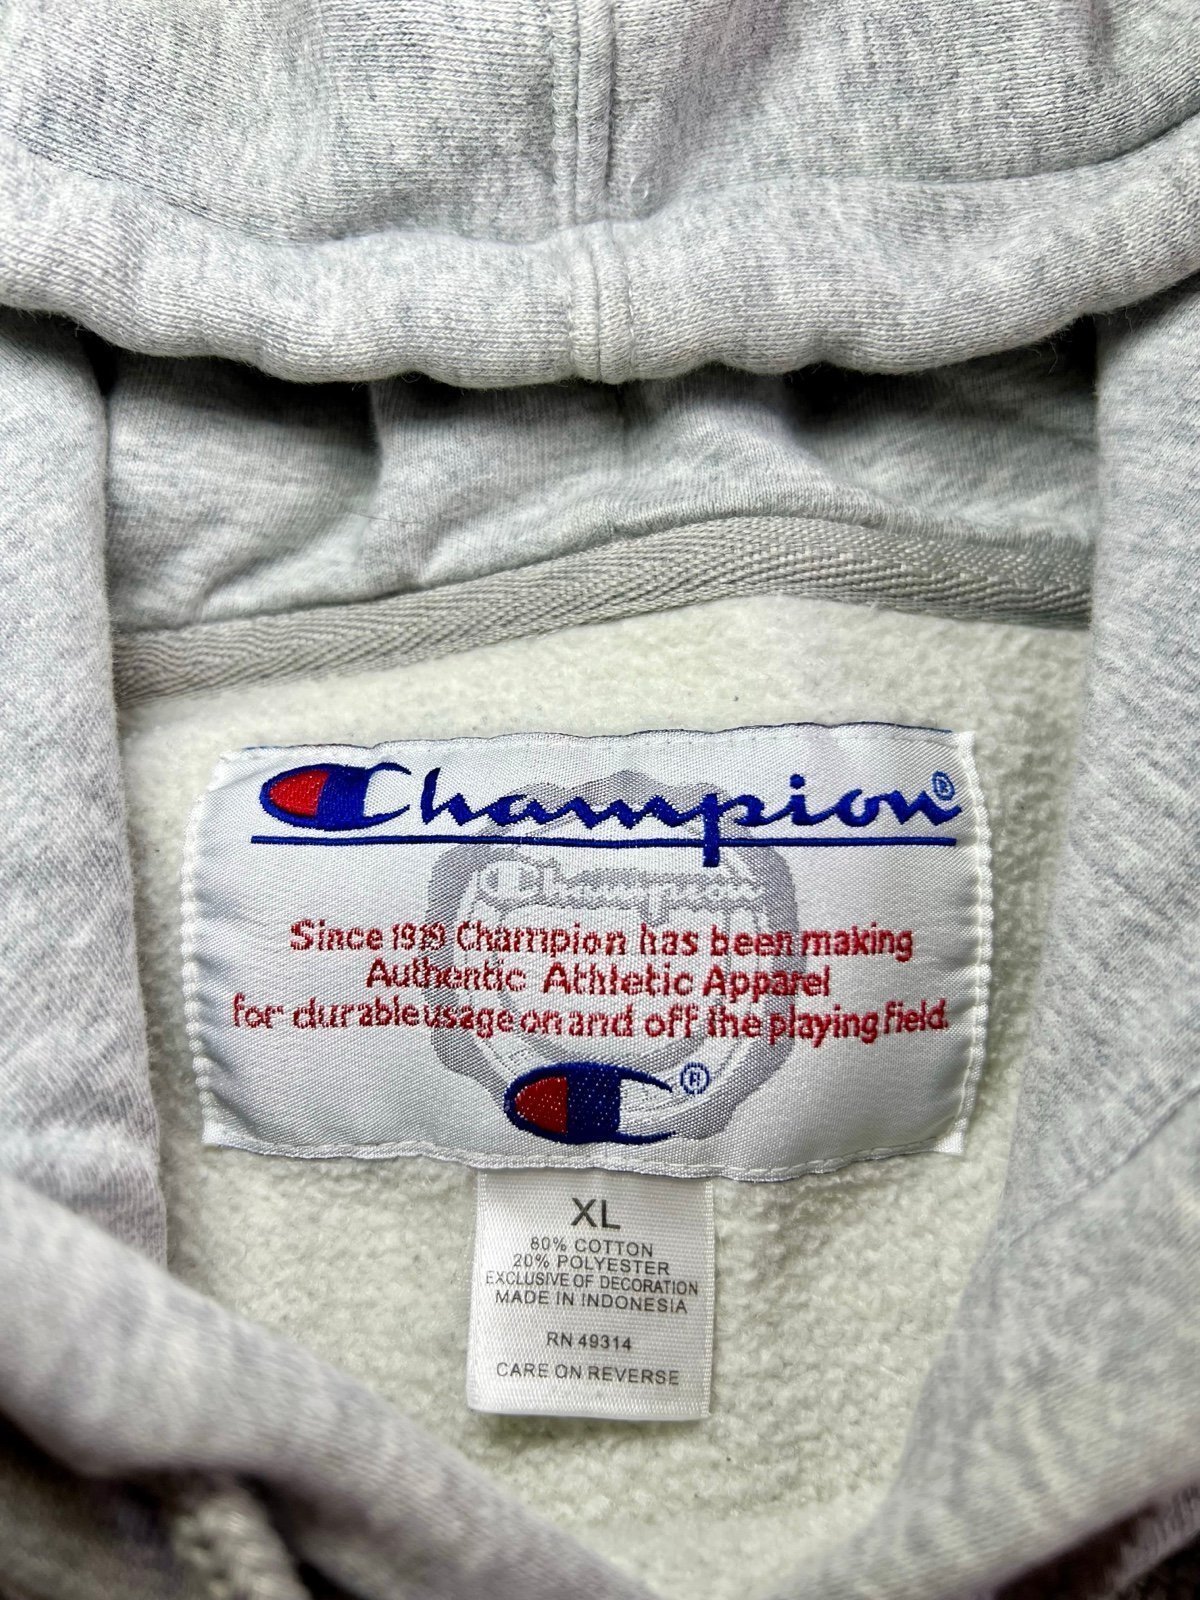 Champion®
Champion
Since 1919 Champion has been making
Authentic Athletic Apparel
for durable usage on and off the playing field.
®
XL
80% COTTON
20% POLYESTER
EXCLUSIVE OF DECORATION
MADE IN INDONESIA
RN 49314
CARE ON REVERSE